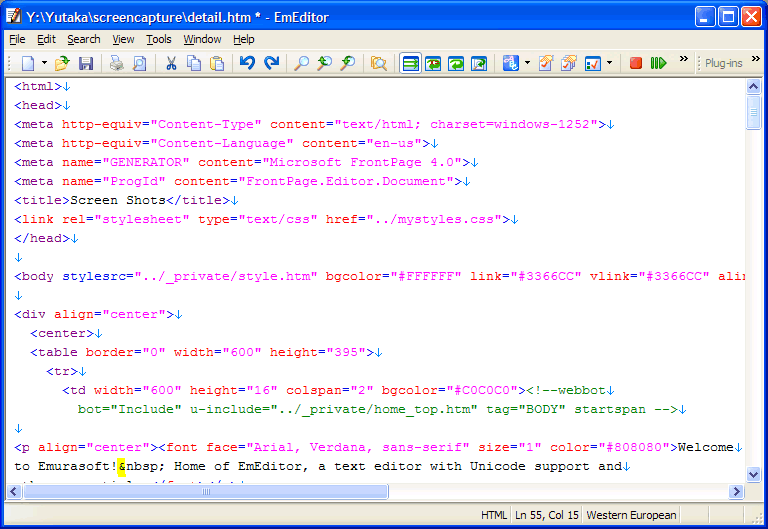 Y:\Yutaka\screencapture\detail.htm * - EmEditor
File Edit Search View Tools Window Help
Plug-ins
<html>↓
<head>↓
<meta http-equiv="Content-Type" content="text/html; charset=windows-1252">↓
<meta http-equiv="Content-Language" content="en-us">↓
<meta name="GENERATOR" content="Microsoft FrontPage 4.0">↓
<meta name="ProgId" content="FrontPage.Editor.Document">↓
<title>Screen Shots</title>↓
<link rel="stylesheet" type="text/css" href="../mystyles.css">↓
</head>↓
↓
<body stylesrc="../_private/style.htm" bgcolor="#FFFFFF" link="#3366CC" vlink="#3366CC" alin
↓
<div align="center">↓
  <center>↓
  <table border="0" width="600" height="395">↓
    <tr>↓
      <td width="600" height="16" colspan="2" bgcolor="#C0C0C0"><!--webbot↓
        bot="Include" u-include="../_private/home_top.htm" tag="BODY" startspan -->↓
↓
<p align="center"><font face="Arial, Verdana, sans-serif" size="1" color="#808080">Welcome↓
to Emurasoft!&nbsp; Home of EmEditor, a text editor with Unicode support and↓
HTML Ln 55, Col 15 Western European